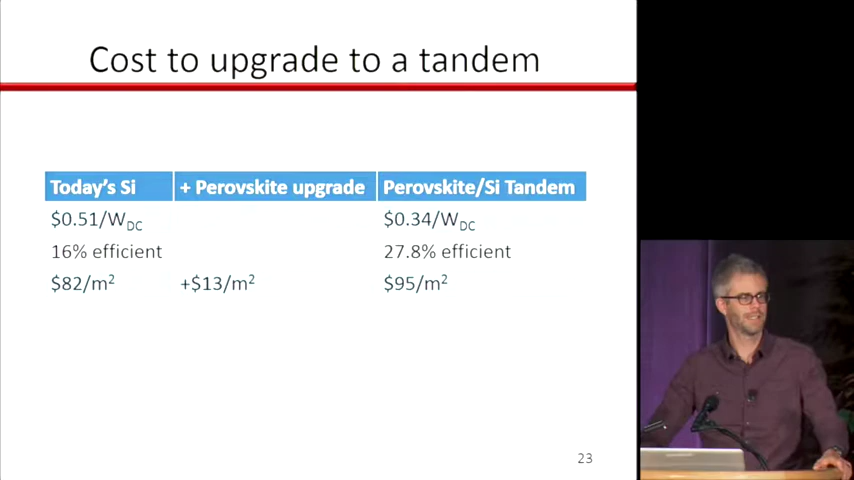 Cost to upgrade to a tandem
Today's Si + Perovskite upgrade Perovskite/Si Tandem
$0.51/W_DC $0.34/W_DC
16% efficient 27.8% efficient
$82/m² +$13/m² $95/m²
23